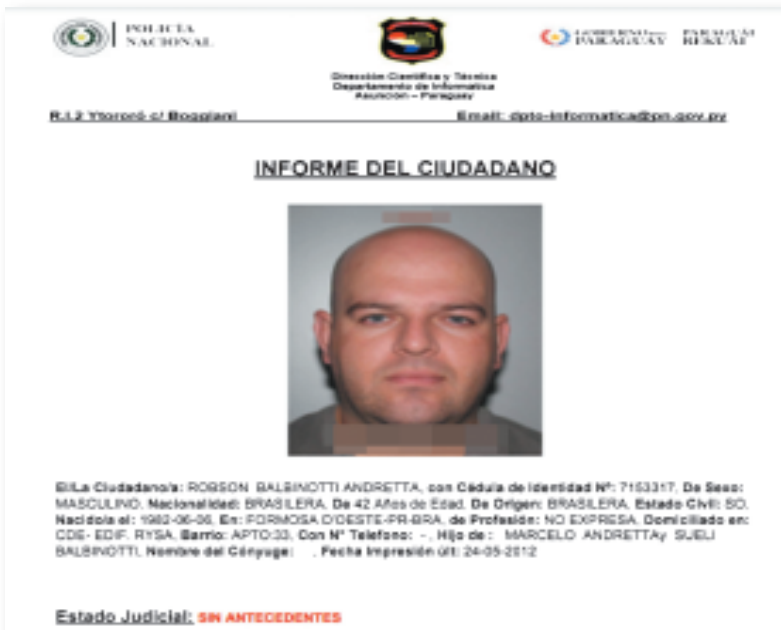 POLICIA
NACIONAL
GOBIERNO DEL
PARAGUAY
PARAGUÁI
REKUÁI
Dirección Científica y Técnica
Departamento de Informática
Asunción – Paraguay
R.I.2 Ytororó c/ Boggiani
Email: dpto-informatica@pn.gov.py
INFORME DEL CIUDADANO
El/La Ciudadano/a: ROBSON BALBINOTTI ANDRETTA, con Cédula de Identidad Nº: 7153317, De Sexo:
MASCULINO, Nacionalidad: BRASILERA, De 42 Años de Edad. De Origen: BRASILERA, Estado Civil: SO,
Nacido/a el: 1982-06-06, En: FORMOSA D'OESTE-PR-BRA, de Profesión: NO EXPRESA, Domiciliado en:
CDE- EDIF. RYSA, Barrio: APTO:33, Con Nº Telefono: -, Hijo de : MARCELO ANDRETTAy SUELI
BALBINOTTI, Nombre del Cónyuge: . Fecha Impresión últ: 24-05-2012
Estado Judicial: SIN ANTECEDENTES